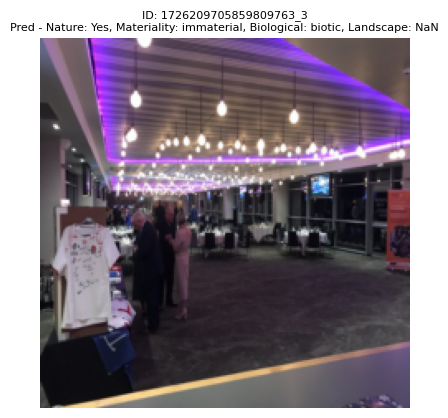 ID: 1726209705859809763_3
Pred - Nature: Yes, Materiality: immaterial, Biological: biotic, Landscape: NaN